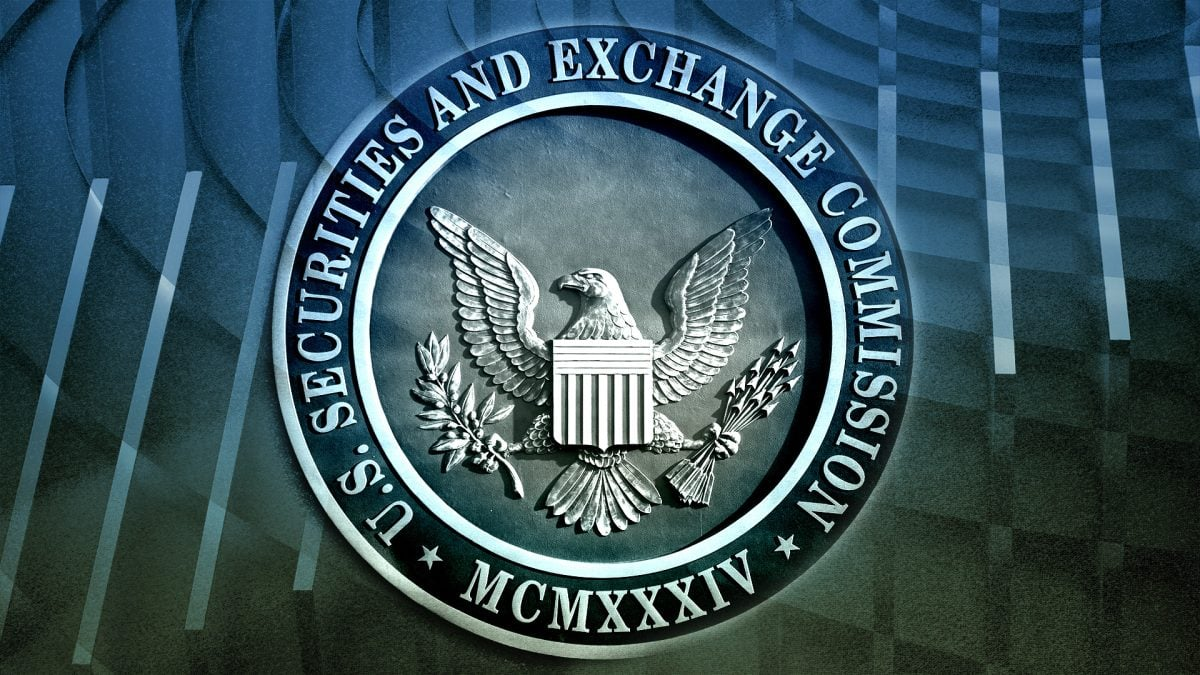 U.S. SECURITIES AND EXCHANGE COMMISSION
★ MCMXXXIV ★